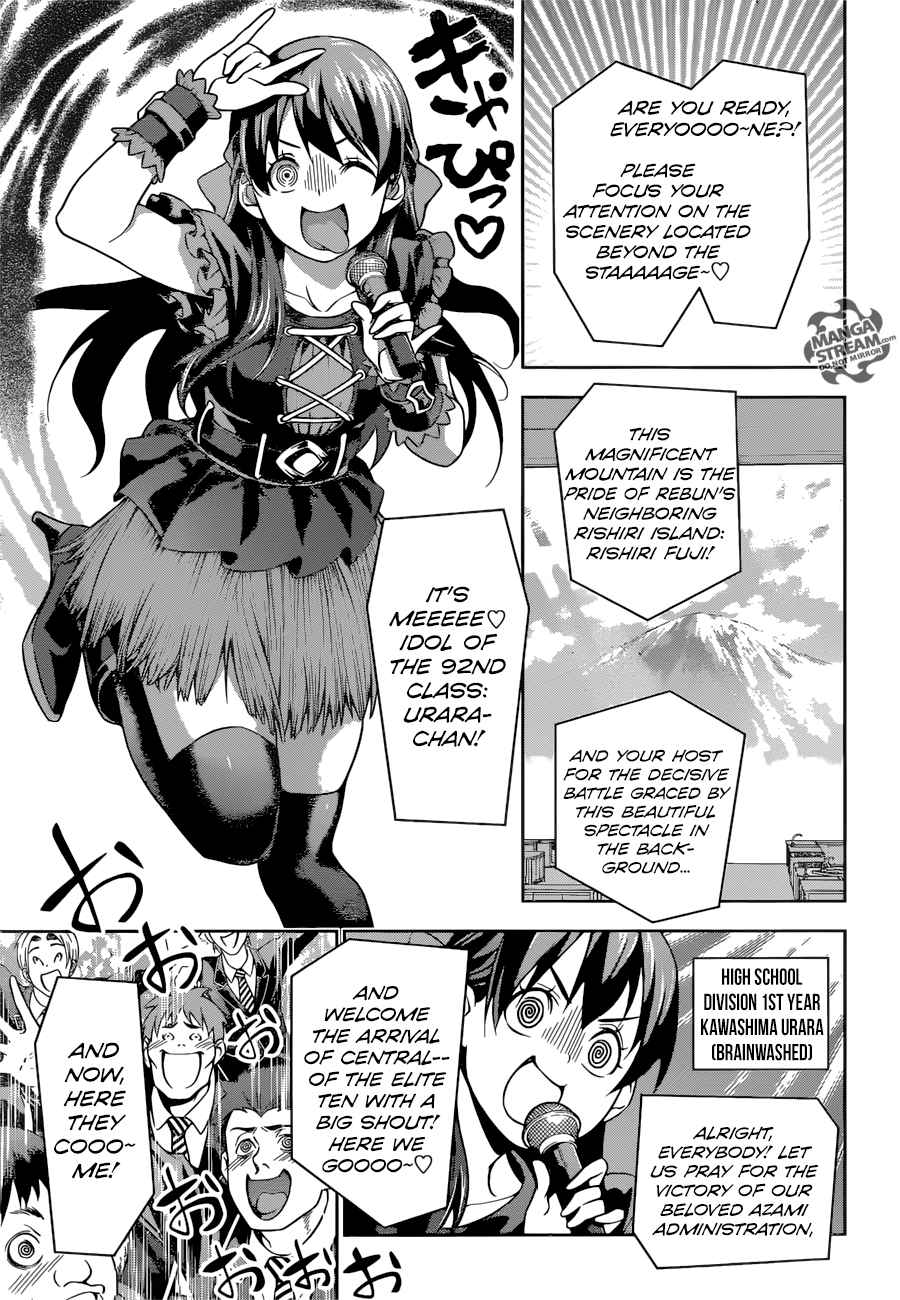 ARE YOU READY,
EVERYOOOO~NE?!
PLEASE
FOCUS YOUR
ATTENTION ON THE
SCENERY LOCATED
BEYOND THE
STAAAAAGE~♡
MANGA
STREAM.com
DO NOT MIRROR
ぎゃぴっ♡
THIS
MAGNIFICENT
MOUNTAIN IS THE
PRIDE OF REBUN'S
NEIGHBORING
RISHIRI ISLAND:
RISHIRI FUJI!
AND YOUR HOST
FOR THE DECISIVE
BATTLE GRACED BY
THIS BEAUTIFUL
SPECTACLE IN
THE BACK-
GROUND...
IT'S
MEEEEE♡
IDOL OF
THE 92ND
CLASS:
URARA-
CHAN!
HIGH SCHOOL
DIVISION 1ST YEAR
KAWASHIMA URARA
(BRAINWASHED)
ALRIGHT,
EVERYBODY! LET
US PRAY FOR THE
VICTORY OF OUR
BELOVED AZAMI
ADMINISTRATION,
AND
WELCOME
THE ARRIVAL
OF CENTRAL--
OF THE ELITE
TEN WITH A
BIG SHOUT!
HERE WE
GOOOO~♡
AND
NOW,
HERE
THEY
COOO~
ME!
おおおおおおお